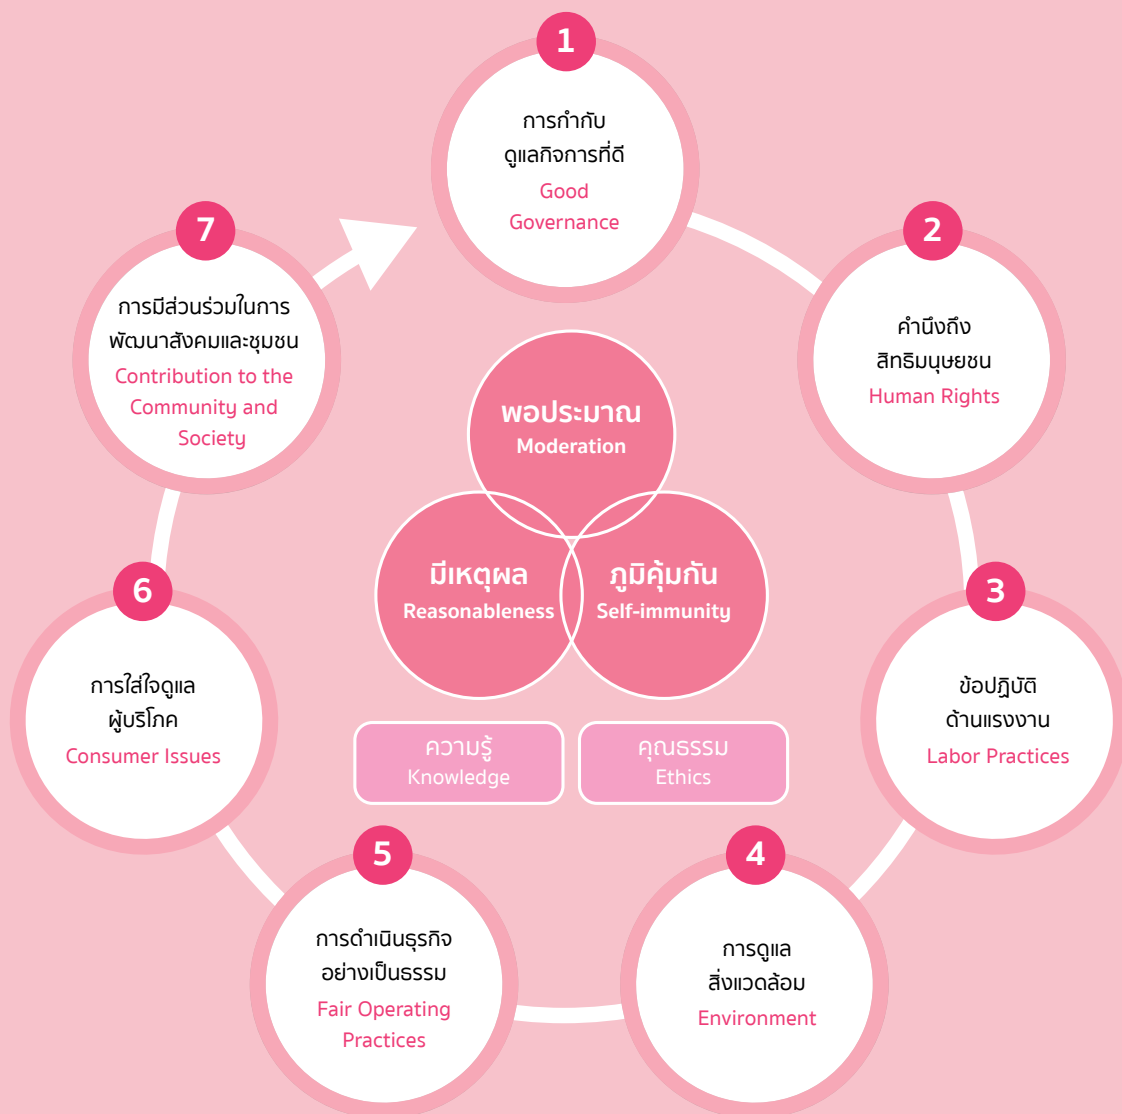 1
การกำกับ
ดูแลกิจการที่ดี
Good
Governance
2
คำนึงถึง
สิทธิมนุษยชน
Human Rights
3
ข้อปฏิบัติ
ด้านแรงงาน
Labor Practices
4
การดูแล
สิ่งแวดล้อม
Environment
5
การดำเนินธุรกิจ
อย่างเป็นธรรม
Fair Operating
Practices
6
การใส่ใจดูแล
ผู้บริโภค
Consumer Issues
7
การมีส่วนร่วมในการ
พัฒนาสังคมและชุมชน
Contribution to the
Community and
Society
พอประมาณ
Moderation
มีเหตุผล
Reasonableness
ภูมิคุ้มกัน
Self-immunity
ความรู้
Knowledge
คุณธรรม
Ethics